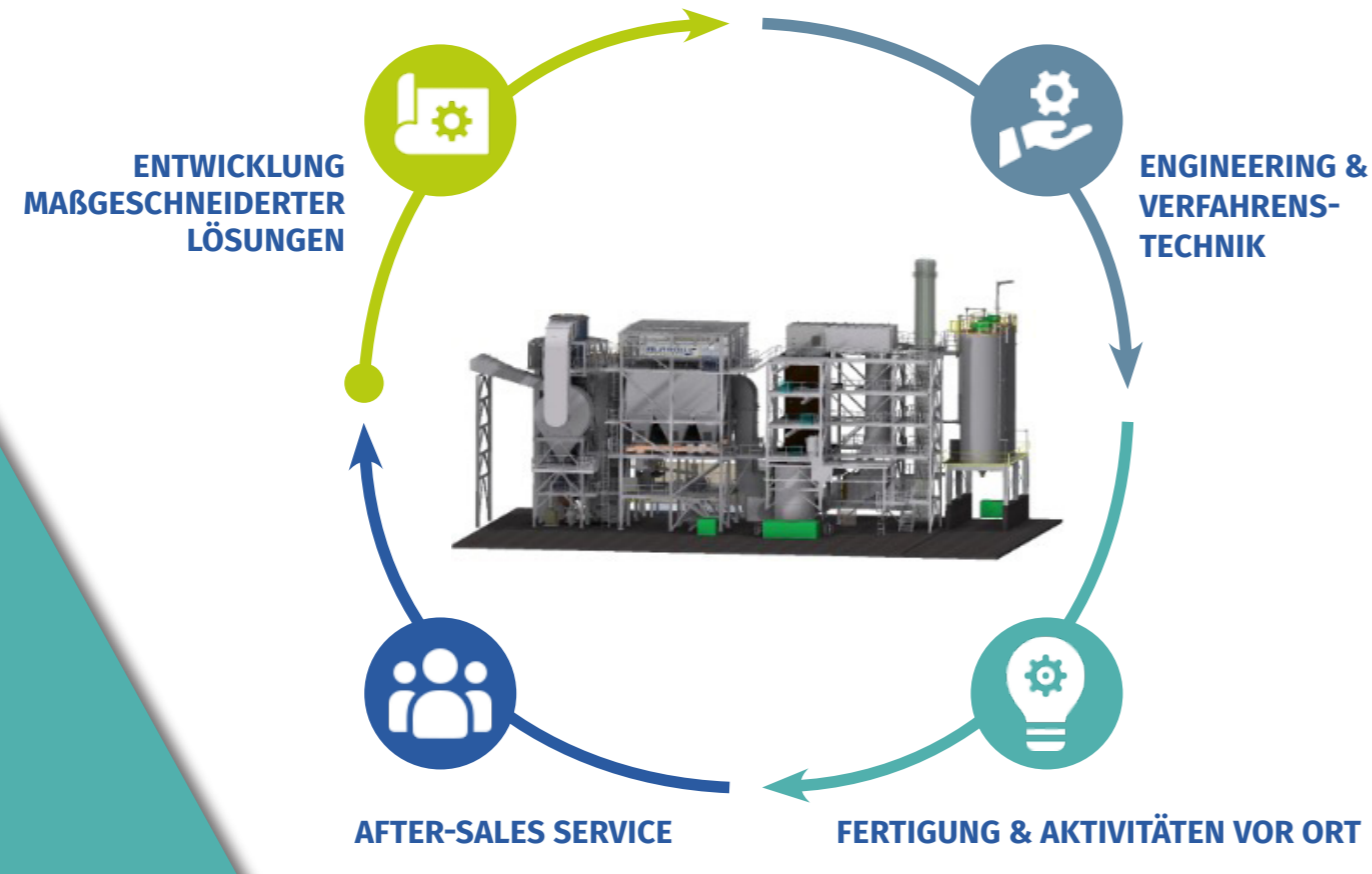 ENTWICKLUNG
MAßGESCHNEIDERTER
LÖSUNGEN
ENGINEERING &
VERFAHRENS-
TECHNIK
AFTER-SALES SERVICE
FERTIGUNG & AKTIVITÄTEN VOR ORT